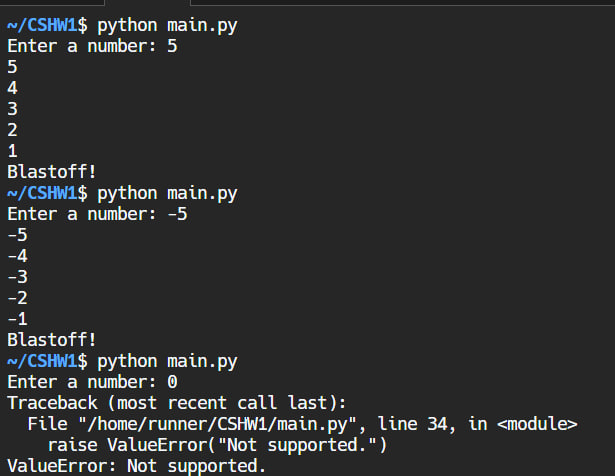 ~/CSHW1$ python main.py
Enter a number: 5
5
4
3
2
1
Blastoff!
~/CSHW1$ python main.py
Enter a number: -5
-5
-4
-3
-2
-1
Blastoff!
~/CSHW1$ python main.py
Enter a number: 0
Traceback (most recent call last):
  File "/home/runner/CSHW1/main.py", line 34, in <module>
    raise ValueError("Not supported.")
ValueError: Not supported.